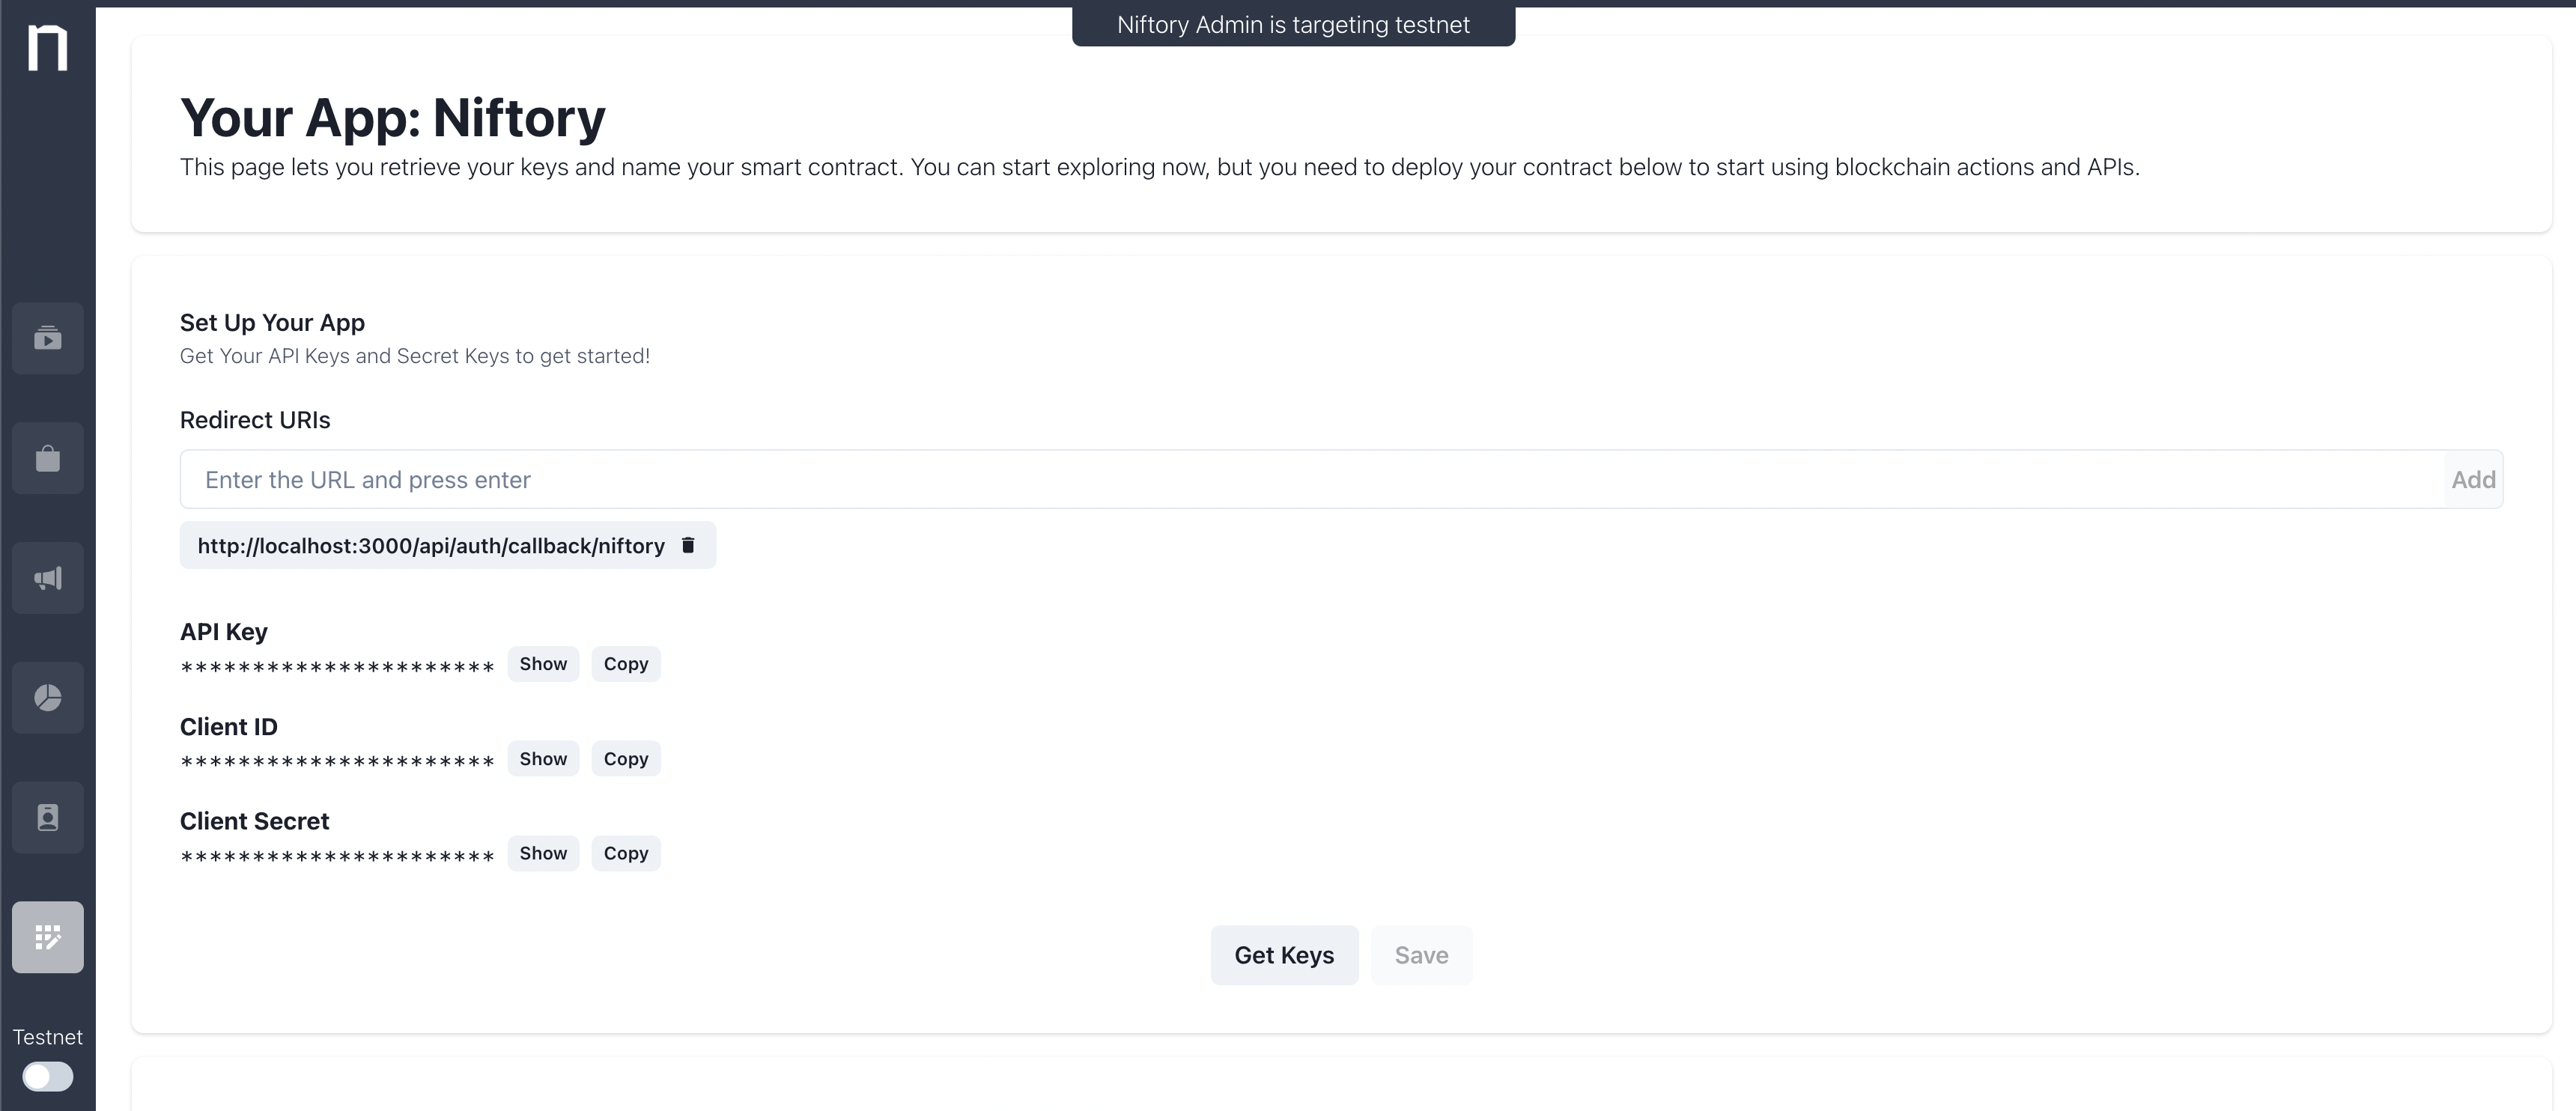 n
Niftory Admin is targeting testnet
Your App: Niftory
This page lets you retrieve your keys and name your smart contract. You can start exploring now, but you need to deploy your contract below to start using blockchain actions and APIs.
Set Up Your App
Get Your API Keys and Secret Keys to get started!
Redirect URIs
Enter the URL and press enter Add
http://localhost:3000/api/auth/callback/niftory
API Key
********************** Show Copy
Client ID
********************** Show Copy
Client Secret
********************** Show Copy
Get Keys Save
Testnet